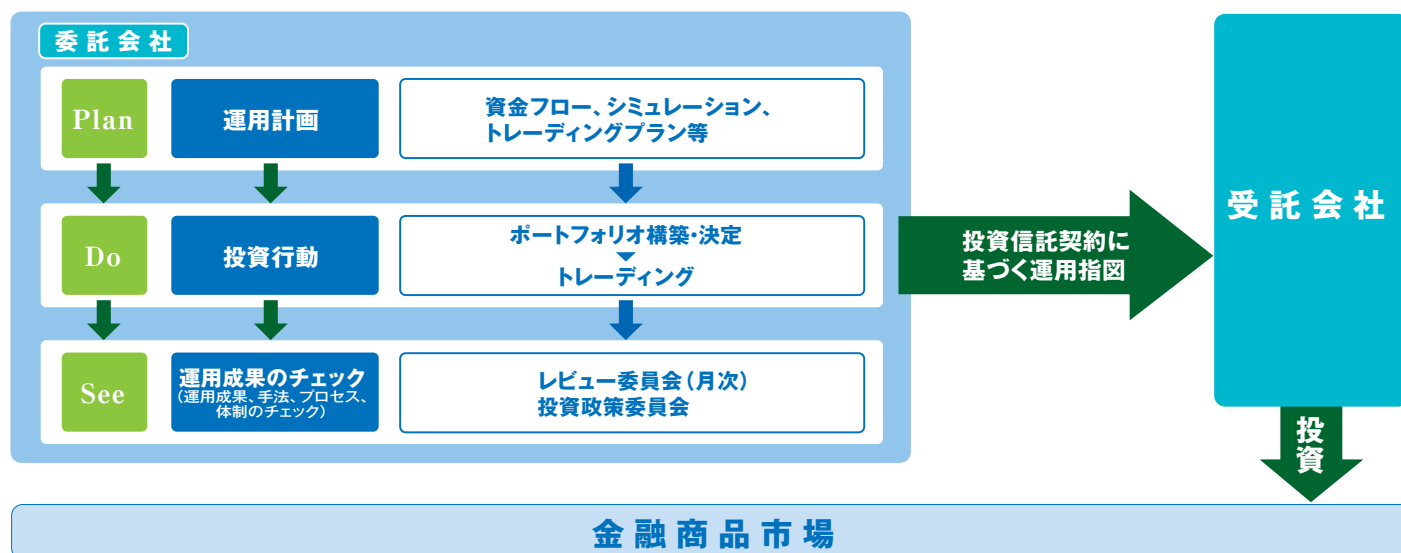 委託会社
Plan
運用計画
資金フロー、シミュレーション、
トレーディングプラン等
Do
投資行動
ポートフォリオ構築・決定
トレーディング
See
運用成果のチェック
(運用成果、手法、プロセス、
体制のチェック)
レビュー委員会(月次)
投資政策委員会
投資信託契約に
基づく運用指図
受託会社
投資
金融商品市場